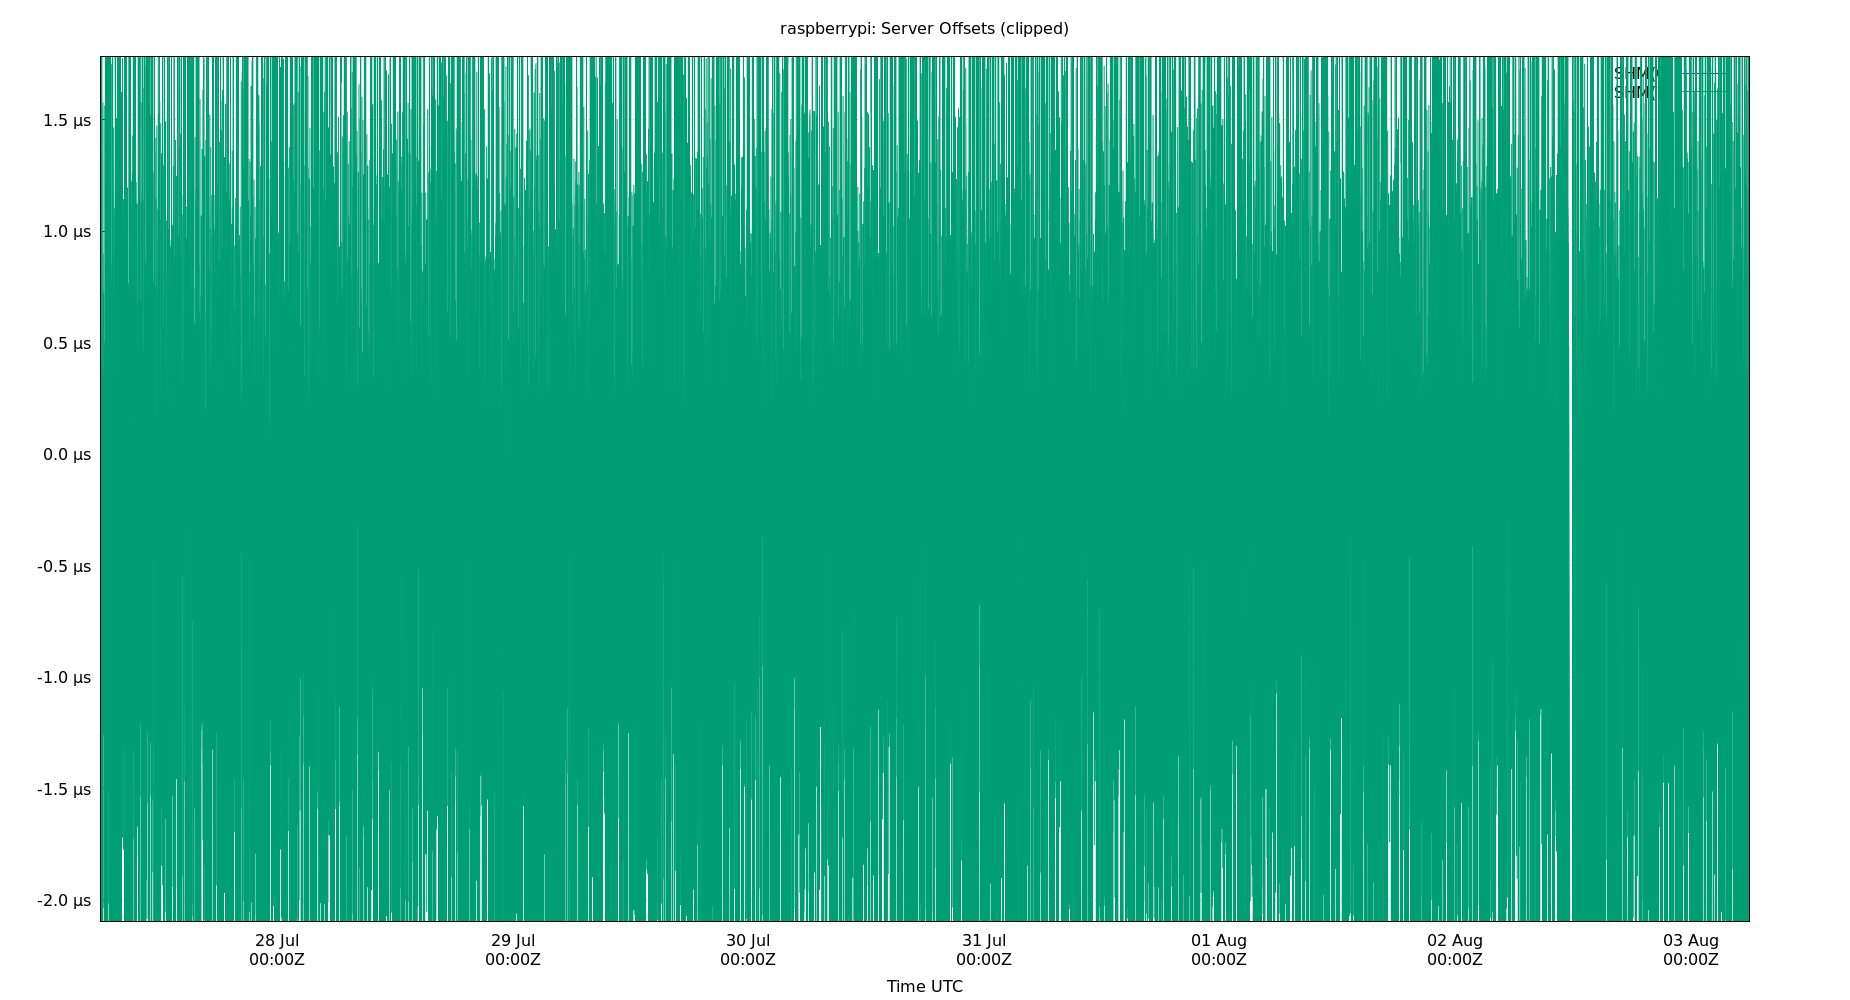 raspberrypi: Server Offsets (clipped)
SHM(
SHM(
1.5 µs
1.0 µs
0.5 µs
0.0 µs
-0.5 µs
-1.0 µs
-1.5 µs
-2.0 µs
28 Jul 29 Jul 30 Jul 31 Jul 01 Aug 02 Aug 03 Aug
00:00Z 00:00Z 00:00Z 00:00Z 00:00Z 00:00Z 00:00Z
Time UTC